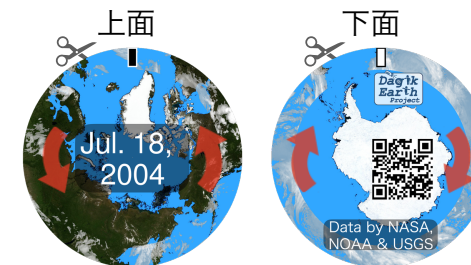 上面
下面
Jul. 18,
2004
Dagik
Earth
Project
Data by NASA,
NOAA & USGS